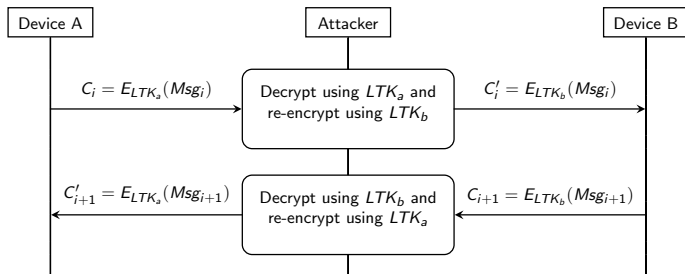 Device A
Attacker
Device B
C_i = E_{LTK_a}(Msg_i)
Decrypt using LTK_a and
re-encrypt using LTK_b
C'_i = E_{LTK_b}(Msg_i)
C'_{i+1} = E_{LTK_a}(Msg_{i+1})
Decrypt using LTK_b and
re-encrypt using LTK_a
C_{i+1} = E_{LTK_b}(Msg_{i+1})